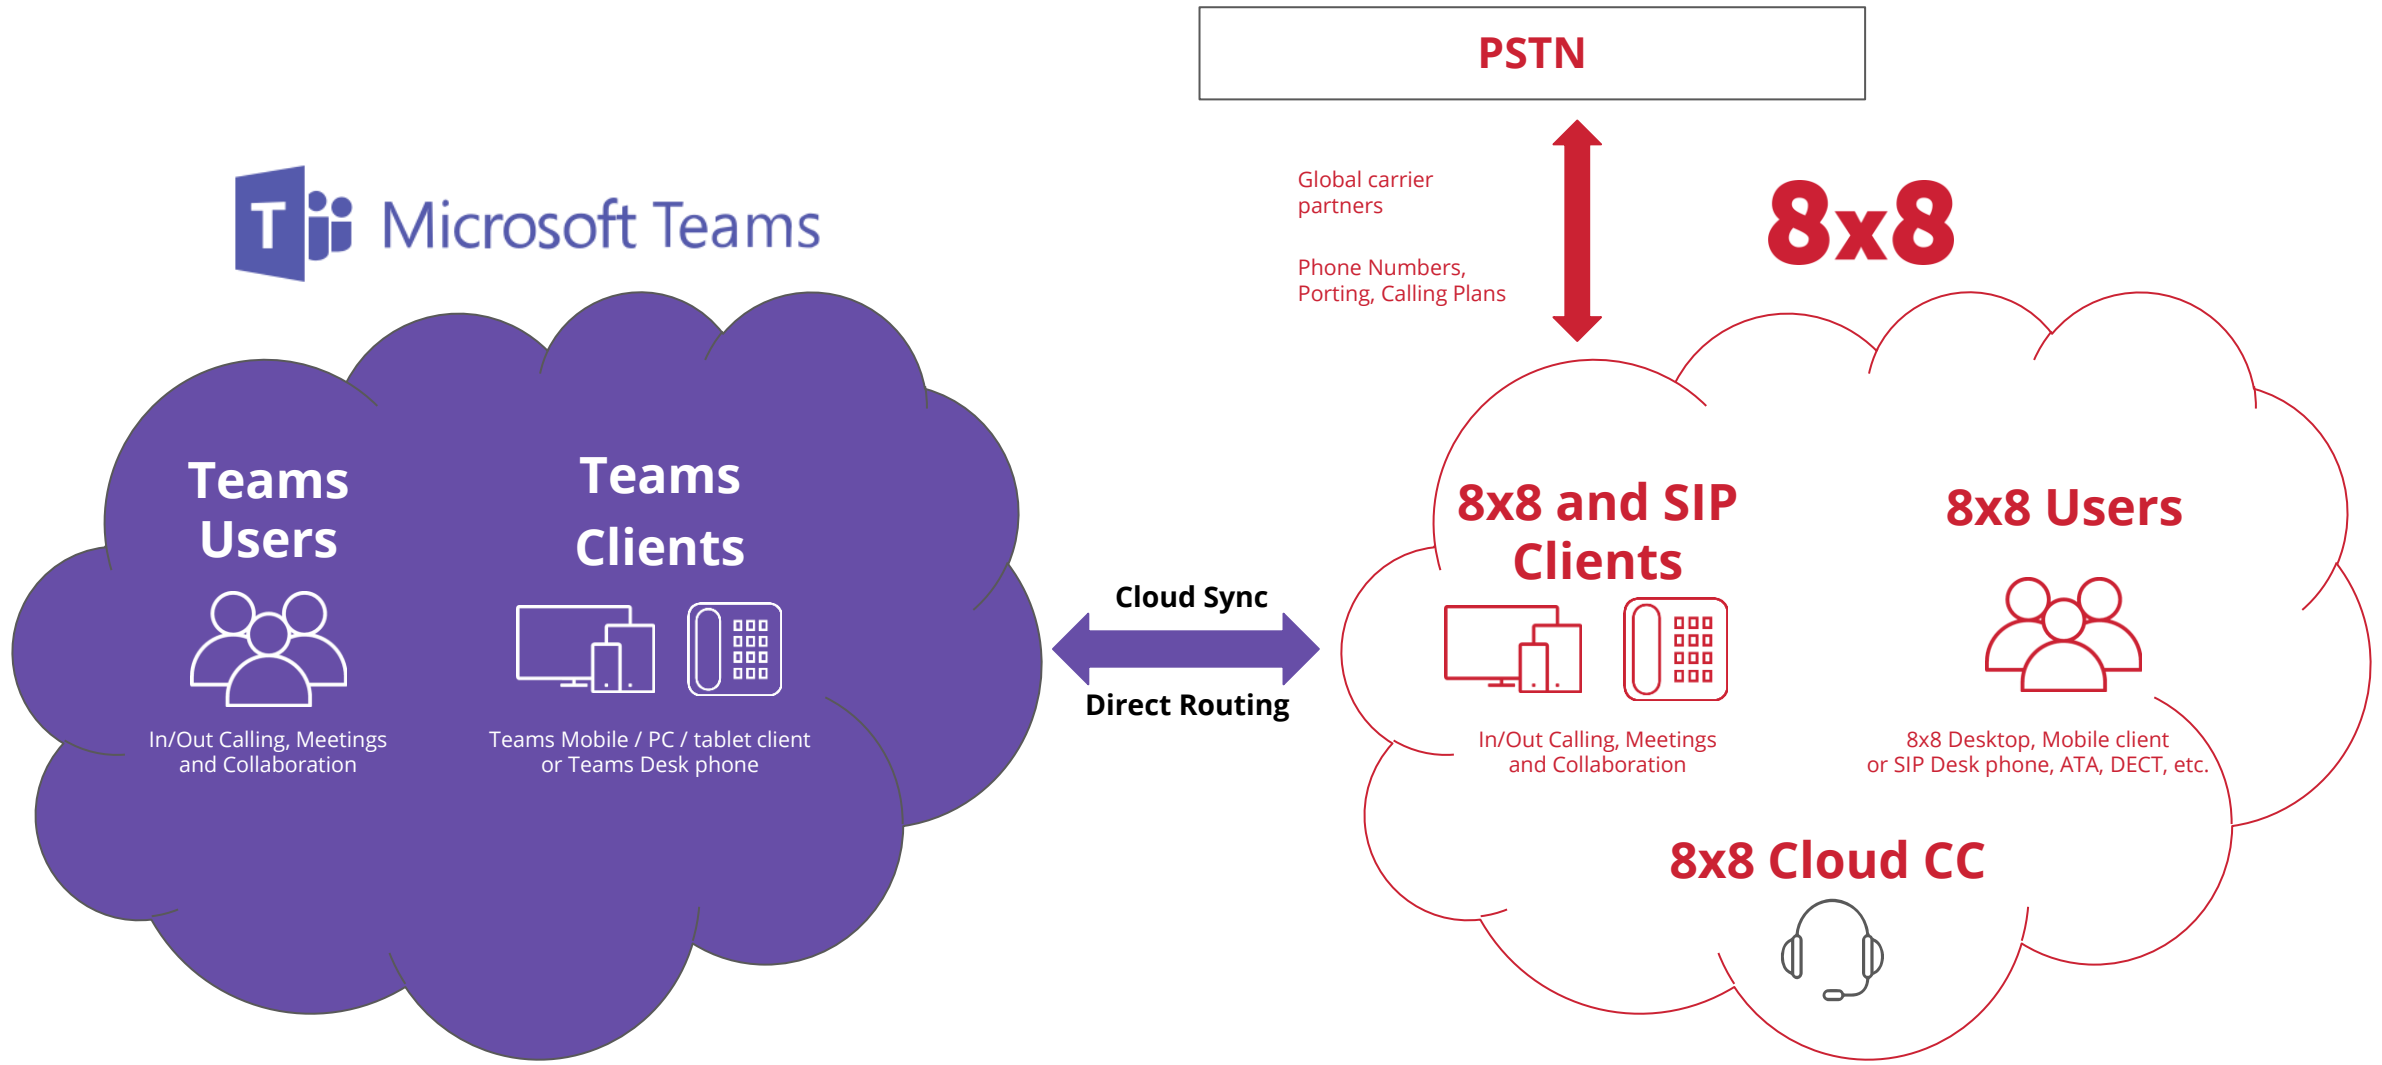 PSTN
Global carrier
partners
Phone Numbers,
Porting, Calling Plans
T
Microsoft Teams
8x8
Teams
Users
In/Out Calling, Meetings
and Collaboration
Teams
Clients
Teams Mobile / PC / tablet client
or Teams Desk phone
Cloud Sync
Direct Routing
8x8 and SIP
Clients
In/Out Calling, Meetings
and Collaboration
8x8 Users
8x8 Desktop, Mobile client
or SIP Desk phone, ATA, DECT, etc.
8x8 Cloud CC